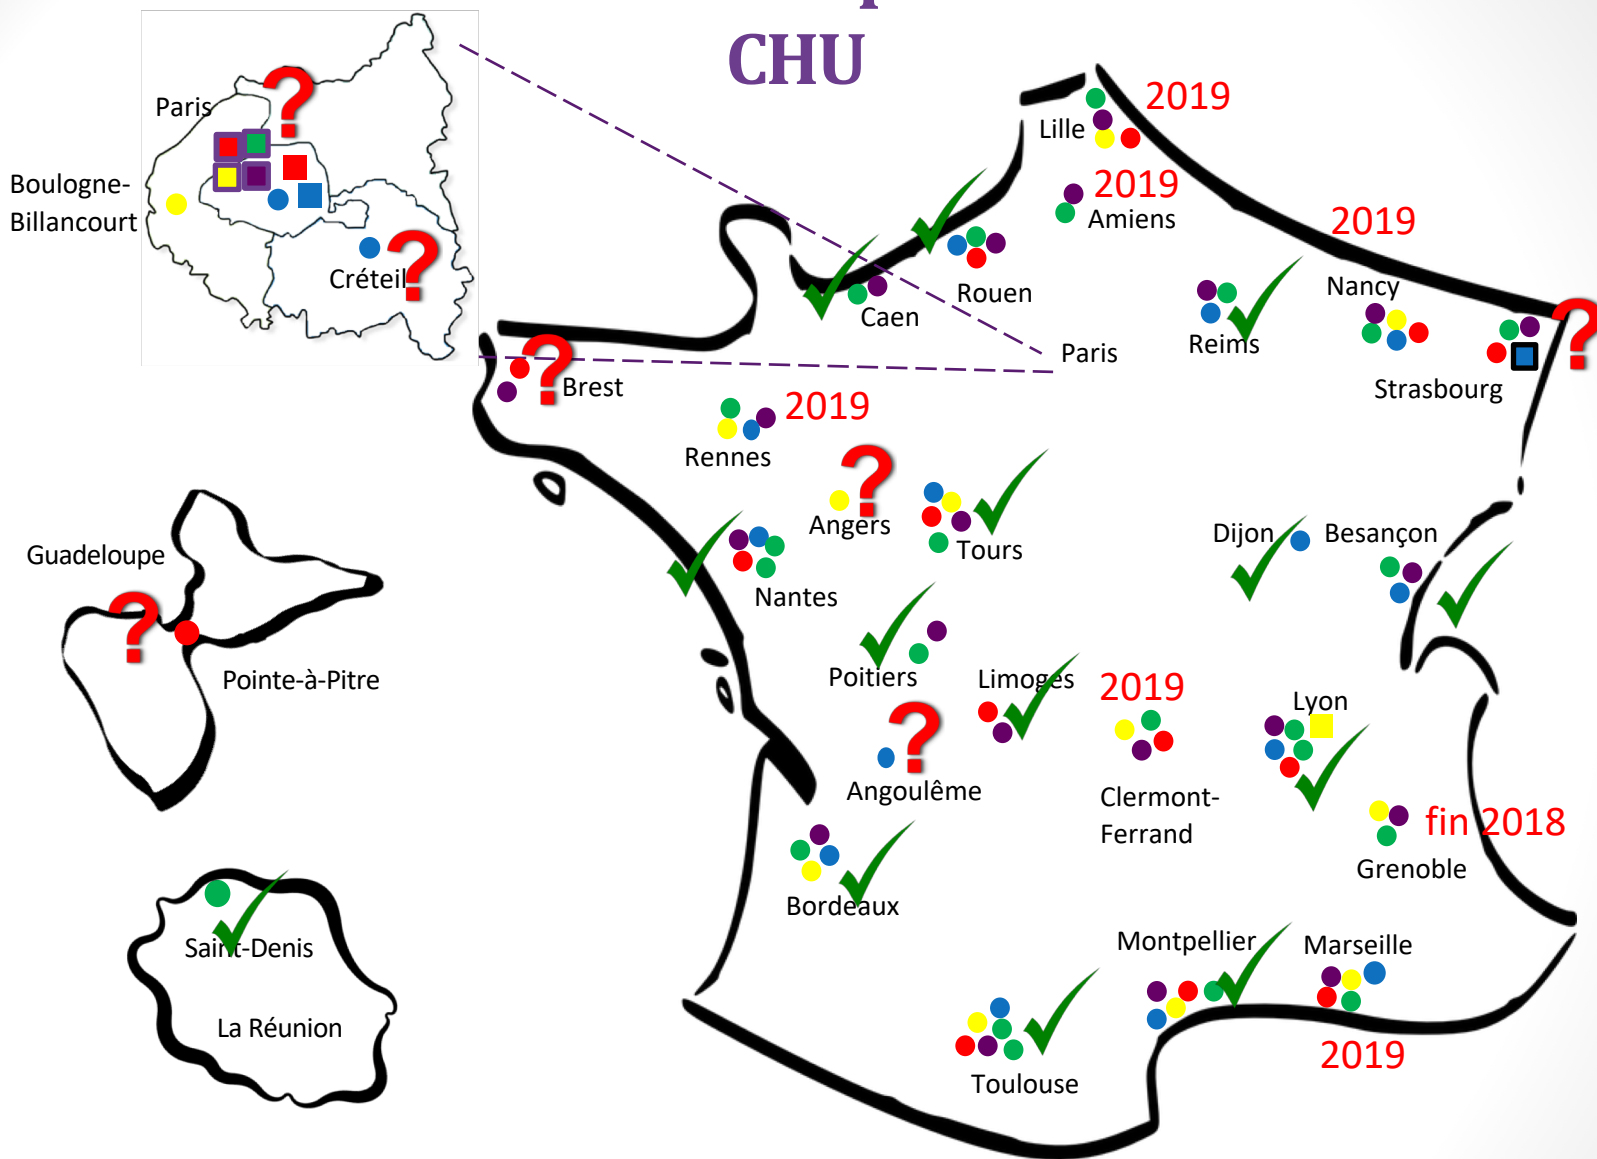 CHU
Paris
?
Boulogne-
Billancourt
Créteil
?
Lille
2019
2019
Amiens
2019
Rouen
Caen
Paris
Reims
Nancy
Strasbourg
?
?
Brest
2019
Rennes
?
Angers
Tours
Nantes
Dijon
Besançon
Guadeloupe
?
Pointe-à-Pitre
Poitiers
Limoges
2019
Lyon
?
Angoulême
Clermont-
Ferrand
fin 2018
Grenoble
Bordeaux
Saint-Denis
La Réunion
Montpellier
Marseille
2019
Toulouse